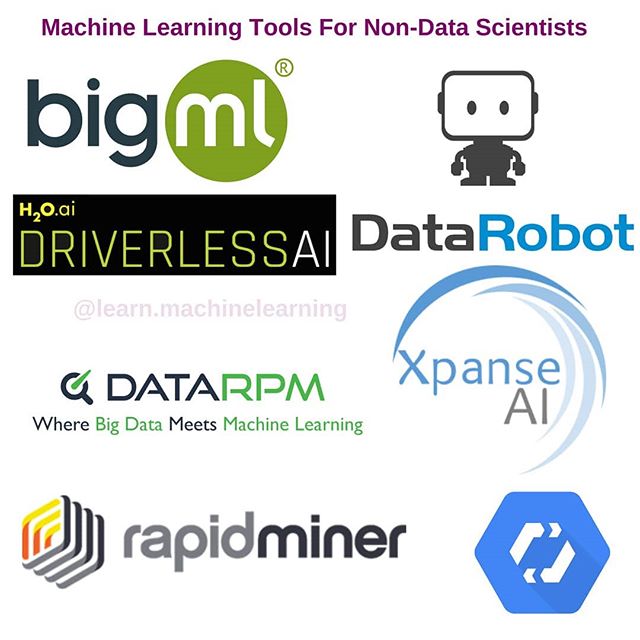 Machine Learning Tools For Non-Data Scientists
bigml®
H2O.ai
DRIVERLESSAI
DataRobot
@learn.machinelearning
Xpanse
AI
DATARPM
Where Big Data Meets Machine Learning
rapidminer